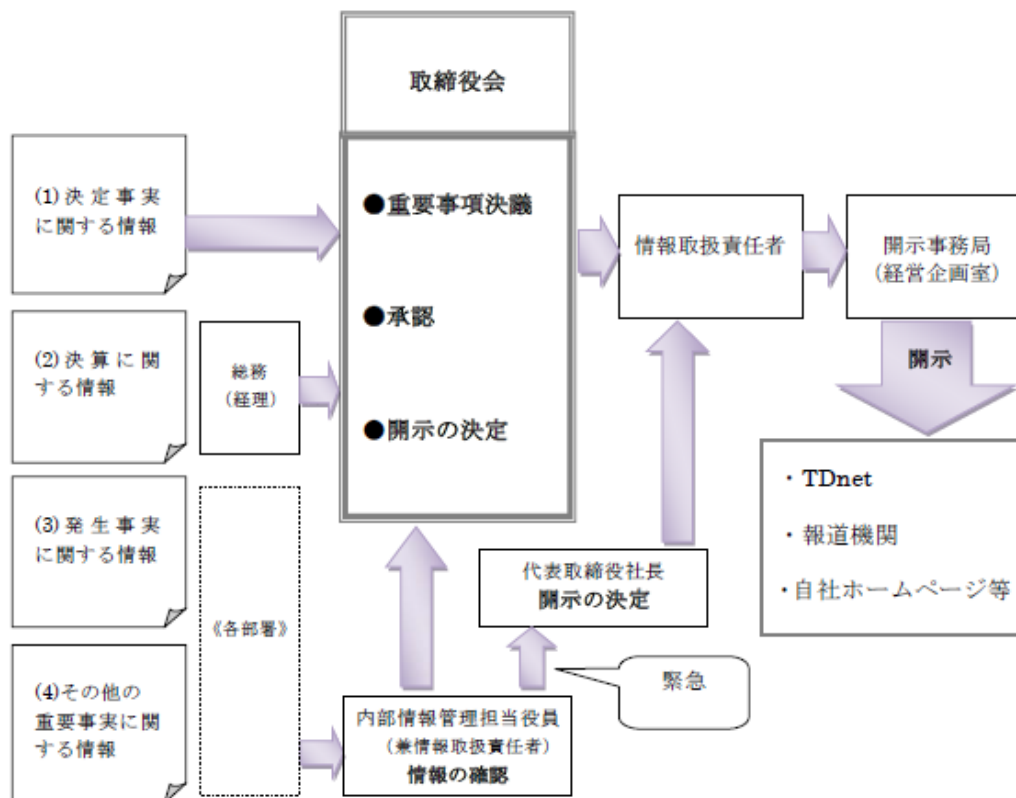 取締役会
●重要事項決議
●承認
●開示の決定
(1)決定事実
に関する情報
(2)決算に関
する情報
総務
(経理)
(3)発生事実
に関する情報
(4)その他の
重要事実に関
する情報
《各部署》
内部情報管理担当役員
(兼情報取扱責任者)
情報の確認
緊急
代表取締役社長
開示の決定
情報取扱責任者
開示事務局
(経営企画室)
開示
・TDnet
・報道機関
・自社ホームページ等